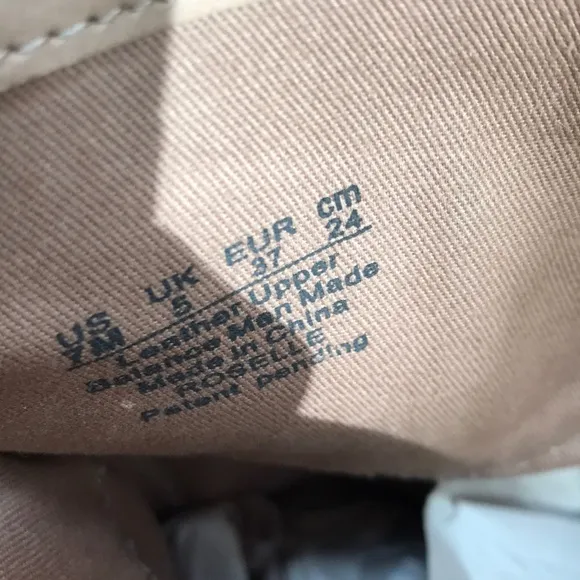 US UK EUR cm
7M 5 37 24
Leather Upper
Balance Man Made
Made in China
ROSELLE
Patent pending